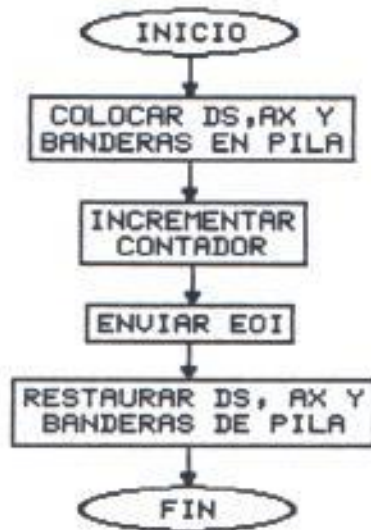 INICIO
COLOCAR DS,AX Y
BANDERAS EN PILA
INCREMENTAR
CONTADOR
ENVIAR EOI
RESTAURAR DS, AX Y
BANDERAS DE PILA
FIN